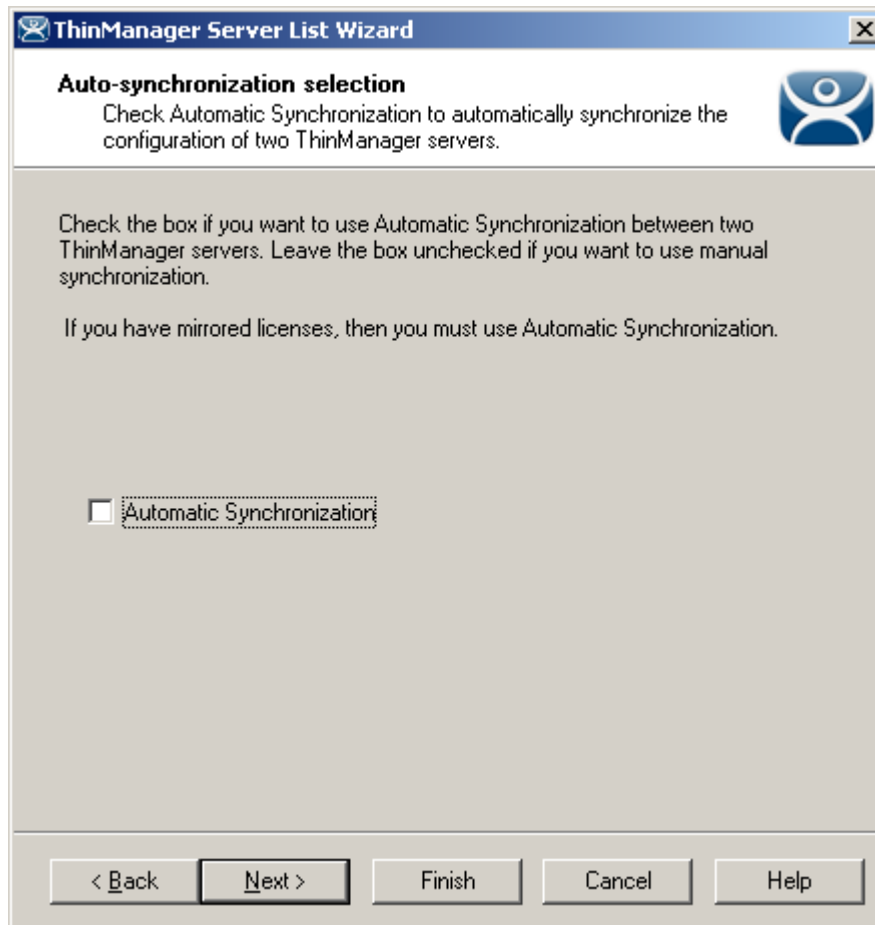 ThinManager Server List Wizard
Auto-synchronization selection
Check Automatic Synchronization to automatically synchronize the
configuration of two ThinManager servers.
Check the box if you want to use Automatic Synchronization between two
ThinManager servers. Leave the box unchecked if you want to use manual
synchronization.
If you have mirrored licenses, then you must use Automatic Synchronization.
Automatic Synchronization
< Back Next > Finish Cancel Help